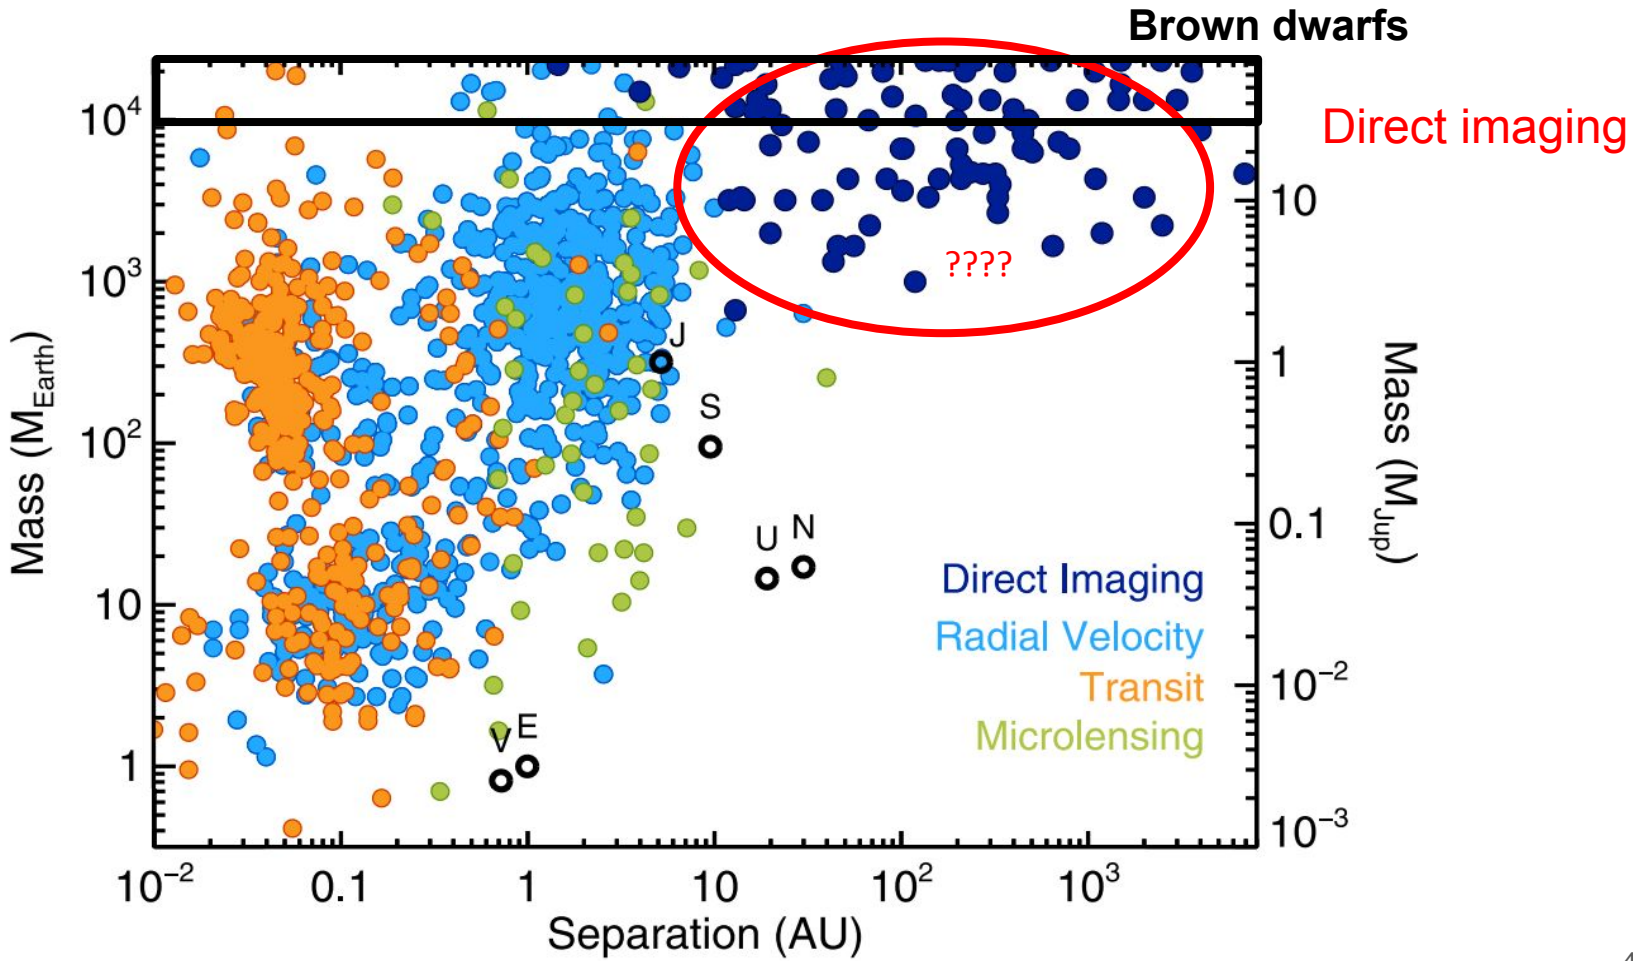 Brown dwarfs
Direct imaging
????
10⁴
10³
10²
10
1
Mass (M_Earth)
10
1
0.1
10⁻²
10⁻³
Mass (M_Jup)
J
S
U N
V E
Direct Imaging
Radial Velocity
Transit
Microlensing
10⁻² 0.1 1 10 10² 10³
Separation (AU)
4